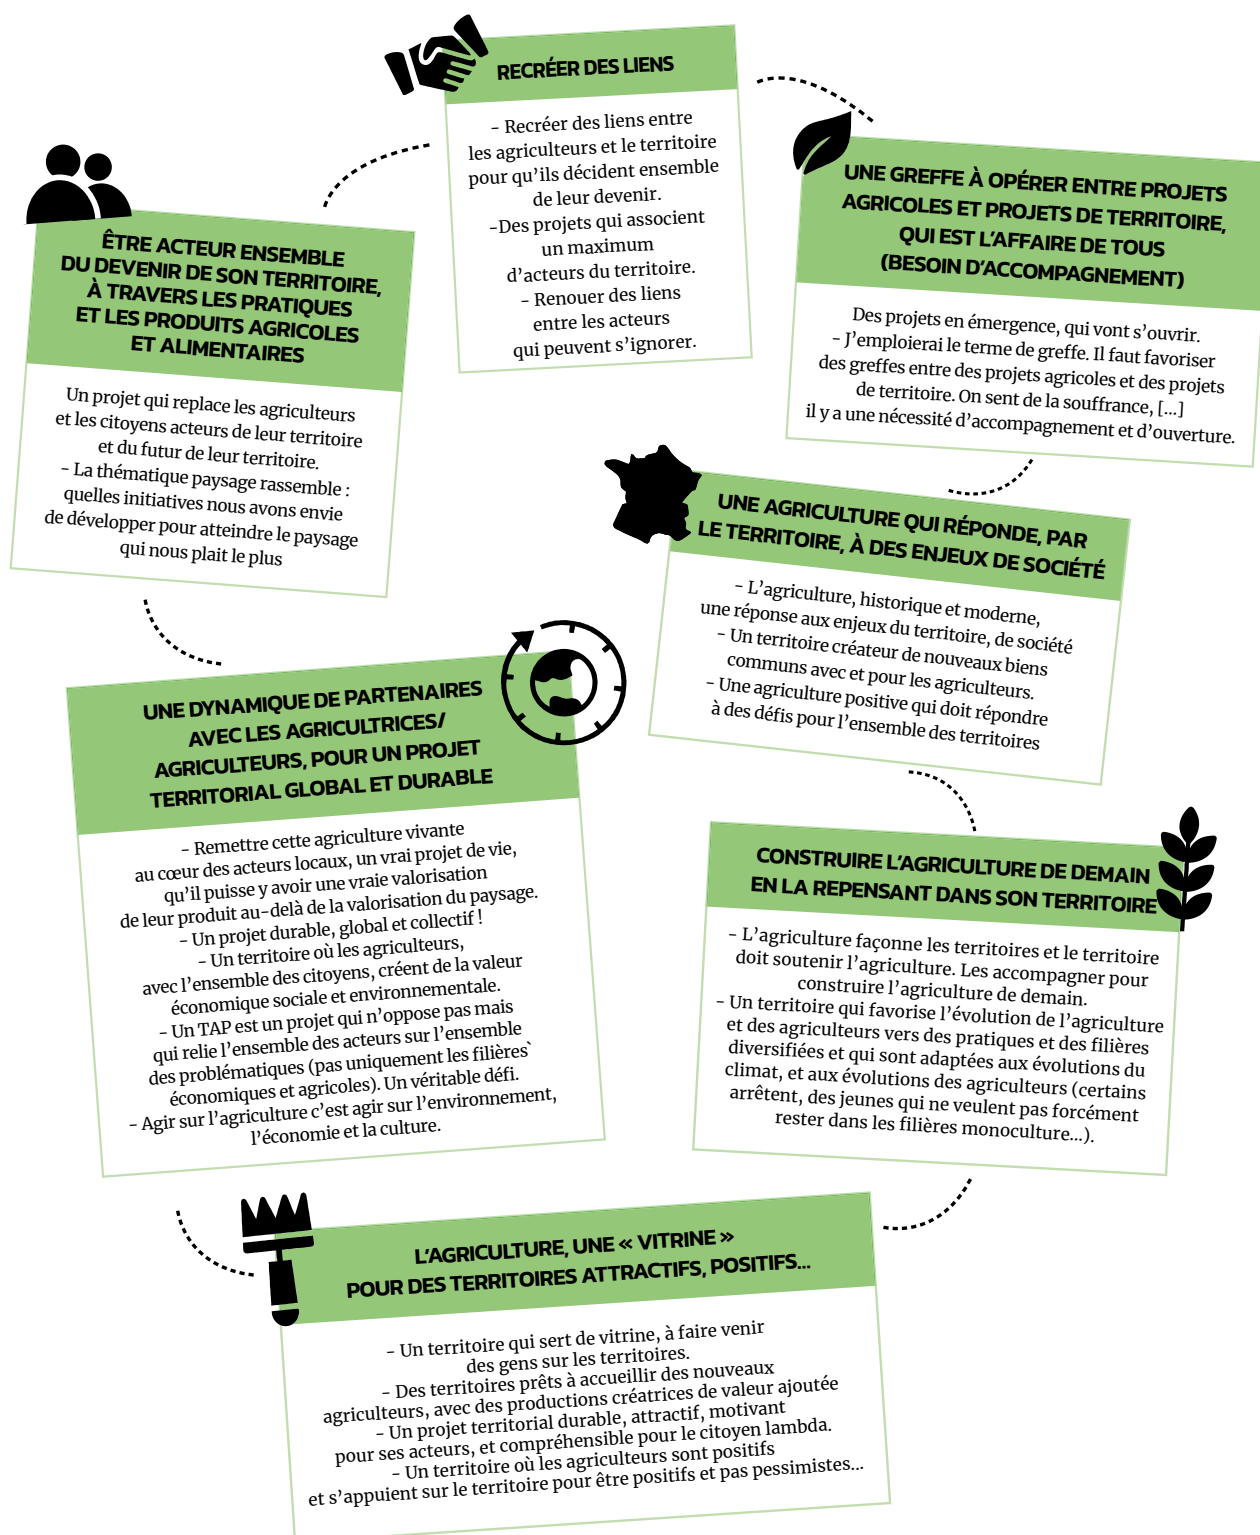 RECRÉER DES LIENS
- Recréer des liens entre
les agriculteurs et le territoire
pour qu’ils décident ensemble
de leur devenir.
-Des projets qui associent
un maximum
d’acteurs du territoire.
- Renouer des liens
entre les acteurs
qui peuvent s’ignorer.
UNE GREFFE À OPÉRER ENTRE PROJETS
AGRICOLES ET PROJETS DE TERRITOIRE,
QUI EST L’AFFAIRE DE TOUS
(BESOIN D’ACCOMPAGNEMENT)
Des projets en émergence, qui vont s’ouvrir.
- J’emploierai le terme de greffe. Il faut favoriser
des greffes entre des projets agricoles et des projets
de territoire. On sent de la souffrance, [...]
il y a une nécessité d’accompagnement et d’ouverture.
ÊTRE ACTEUR ENSEMBLE
DU DEVENIR DE SON TERRITOIRE,
À TRAVERS LES PRATIQUES
ET LES PRODUITS AGRICOLES
ET ALIMENTAIRES
Un projet qui replace les agriculteurs
et les citoyens acteurs de leur territoire
et du futur de leur territoire.
- La thématique paysage rassemble :
quelles initiatives nous avons envie
de développer pour atteindre le paysage
qui nous plait le plus
UNE AGRICULTURE QUI RÉPONDE, PAR
LE TERRITOIRE, À DES ENJEUX DE SOCIÉTÉ
- L’agriculture, historique et moderne,
une réponse aux enjeux du territoire, de société
- Un territoire créateur de nouveaux biens
communs avec et pour les agriculteurs.
- Une agriculture positive qui doit répondre
à des défis pour l’ensemble des territoires
UNE DYNAMIQUE DE PARTENAIRES
AVEC LES AGRICULTRICES/
AGRICULTEURS, POUR UN PROJET
TERRITORIAL GLOBAL ET DURABLE
- Remettre cette agriculture vivante
au cœur des acteurs locaux, un vrai projet de vie,
qu’il puisse y avoir une vraie valorisation
de leur produit au-delà de la valorisation du paysage.
- Un projet durable, global et collectif !
- Un territoire où les agriculteurs,
avec l’ensemble des citoyens, créent de la valeur
économique sociale et environnementale.
- Un TAP est un projet qui n’oppose pas mais
qui relie l’ensemble des acteurs sur l’ensemble
des problématiques (pas uniquement les filières`
économiques et agricoles). Un véritable défi.
- Agir sur l’agriculture c’est agir sur l’environnement,
l’économie et la culture.
CONSTRUIRE L’AGRICULTURE DE DEMAIN
EN LA REPENSANT DANS SON TERRITOIRE
- L’agriculture façonne les territoires et le territoire
doit soutenir l’agriculture. Les accompagner pour
construire l’agriculture de demain.
- Un territoire qui favorise l’évolution de l’agriculture
et des agriculteurs vers des pratiques et des filières
diversifiées et qui sont adaptées aux évolutions du
climat, et aux évolutions des agriculteurs (certains
arrêtent, des jeunes qui ne veulent pas forcément
rester dans les filières monoculture...).
L’AGRICULTURE, UNE « VITRINE »
POUR DES TERRITOIRES ATTRACTIFS, POSITIFS...
- Un territoire qui sert de vitrine, à faire venir
des gens sur les territoires.
- Des territoires prêts à accueillir des nouveaux
agriculteurs, avec des productions créatrices de valeur ajoutée
- Un projet territorial durable, attractif, motivant
pour ses acteurs, et compréhensible pour le citoyen lambda.
- Un territoire où les agriculteurs sont positifs
et s’appuient sur le territoire pour être positifs et pas pessimistes...